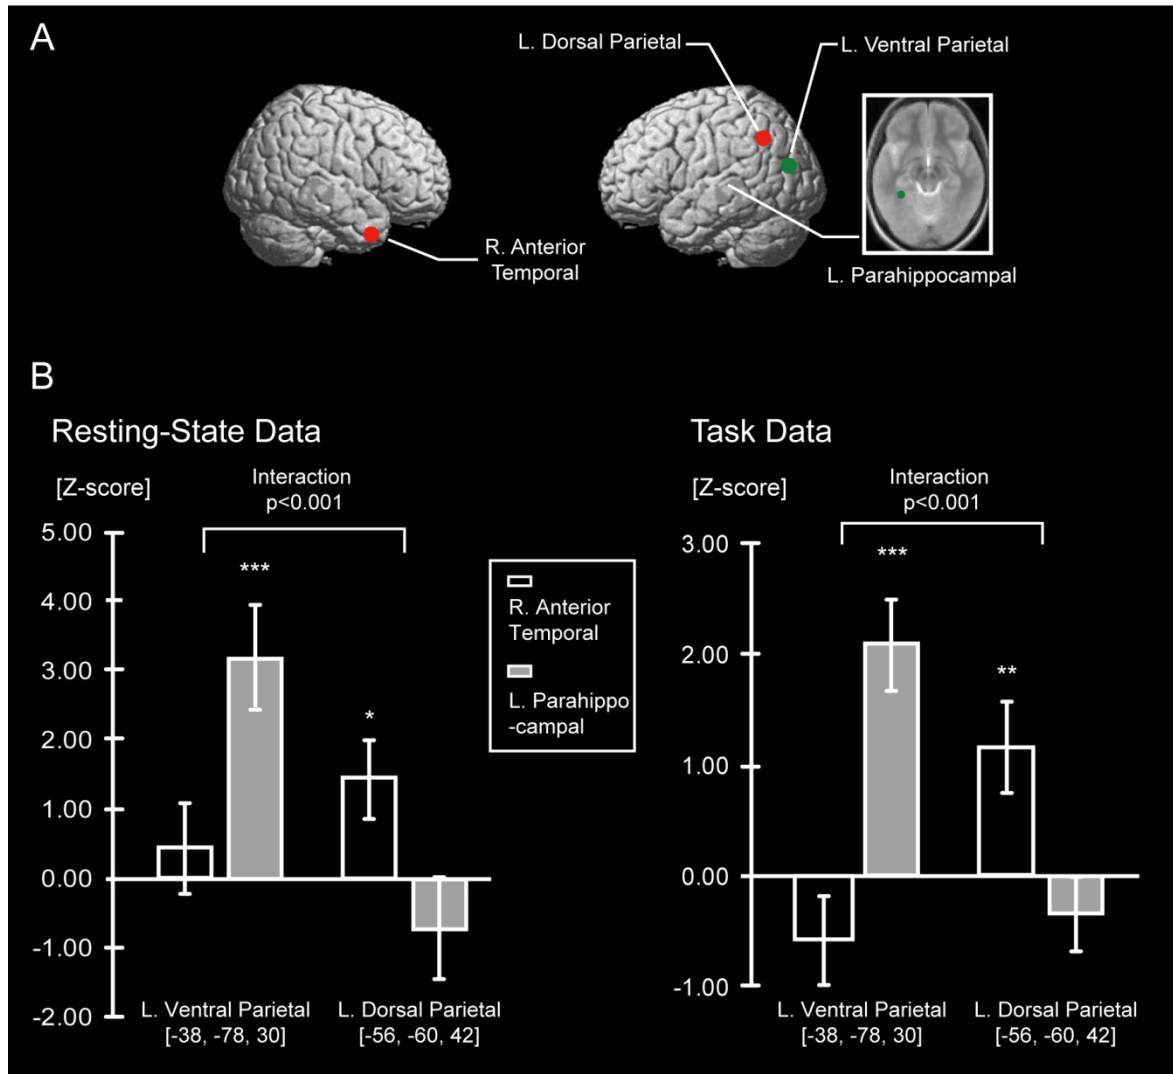 A
L. Dorsal Parietal
L. Ventral Parietal
R. Anterior
Temporal
L. Parahippocampal
B
Resting-State Data
[Z-score]
Interaction
p<0.001
5.00
4.00
3.00
2.00
1.00
0.00
-1.00
-2.00
***
*
L. Ventral Parietal
[-38, -78, 30]
L. Dorsal Parietal
[-56, -60, 42]
R. Anterior
Temporal
L. Parahippo
-campal
Task Data
[Z-score]
Interaction
p<0.001
3.00
2.00
1.00
0.00
-1.00
***
**
L. Ventral Parietal
[-38, -78, 30]
L. Dorsal Parietal
[-56, -60, 42]